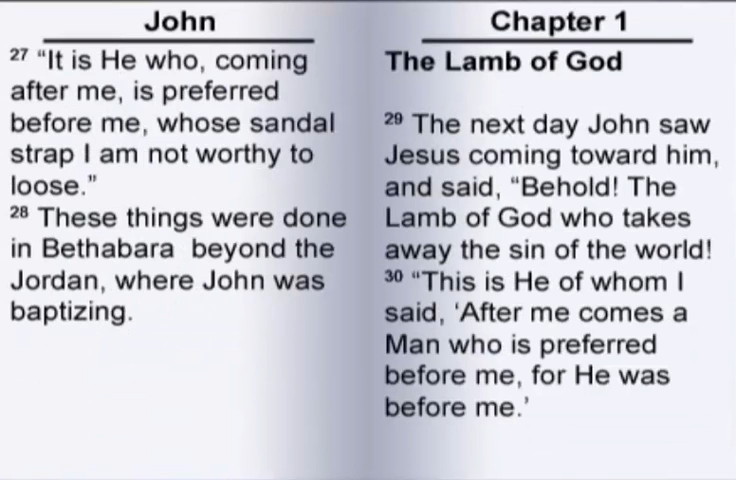 John
²⁷ “It is He who, coming
after me, is preferred
before me, whose sandal
strap I am not worthy to
loose.”
²⁸ These things were done
in Bethabara  beyond the
Jordan, where John was
baptizing.
Chapter 1
The Lamb of God
²⁹ The next day John saw
Jesus coming toward him,
and said, “Behold! The
Lamb of God who takes
away the sin of the world!
³⁰ “This is He of whom I
said, ‘After me comes a
Man who is preferred
before me, for He was
before me.’